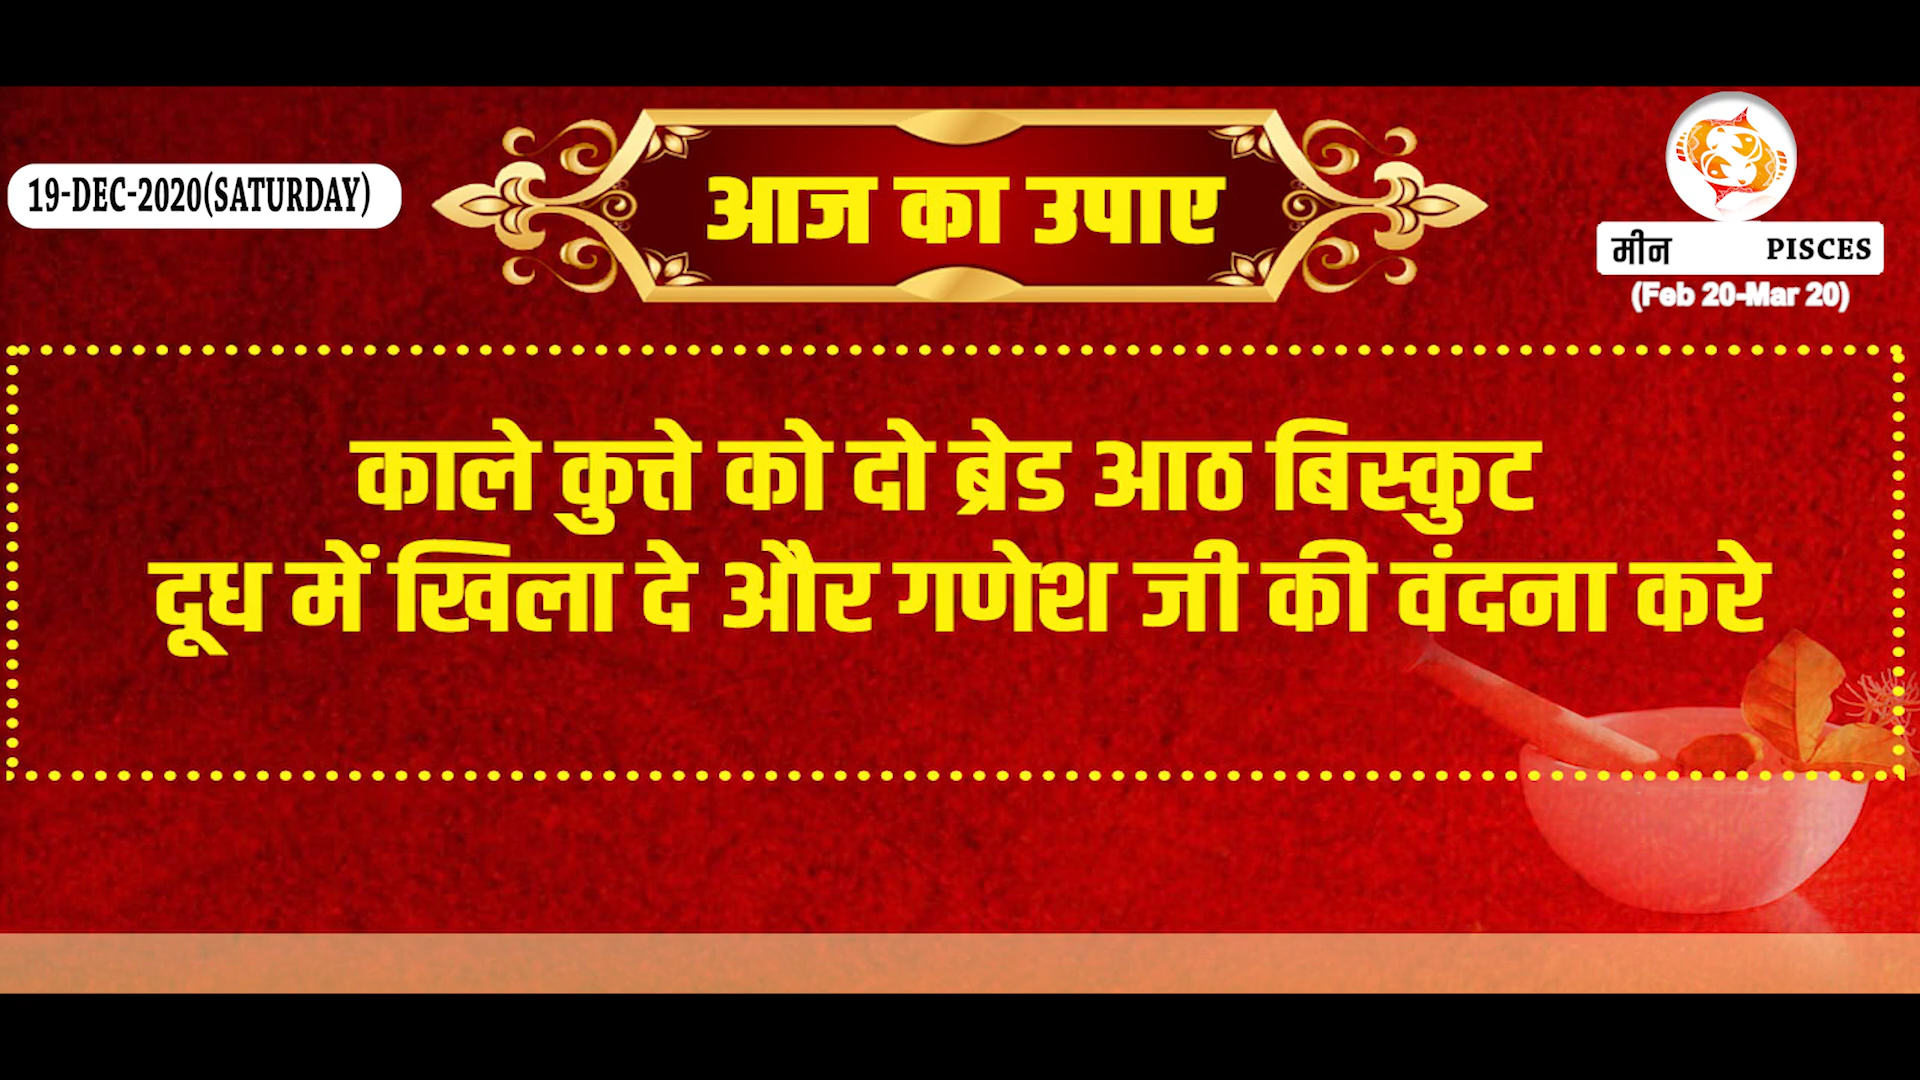 19-DEC-2020(SATURDAY)
आज का उपाए
मीन PISCES
(Feb 20-Mar 20)
काले कुत्ते को दो ब्रेड आठ बिस्कुट
दूध में खिला दे और गणेश जी की वंदना करे